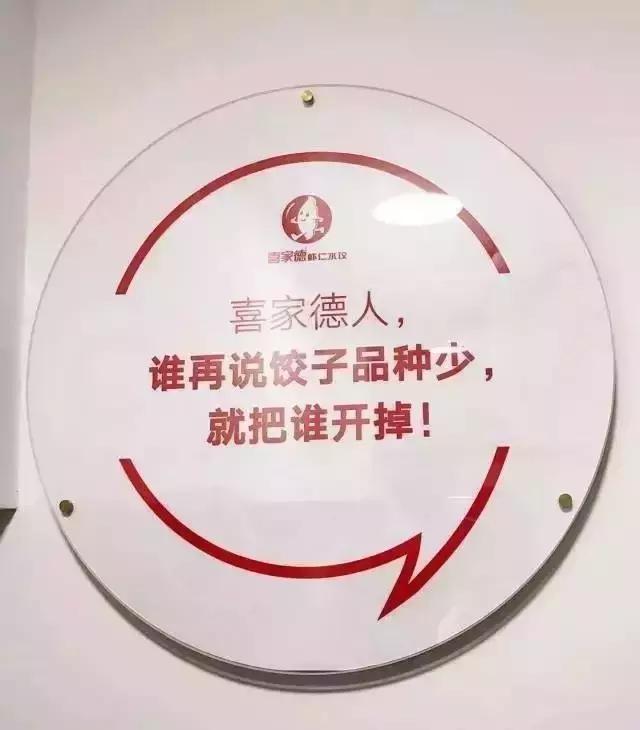 喜家德虾仁水饺
喜家德人，
谁再说饺子品种少，
就把谁开掉！